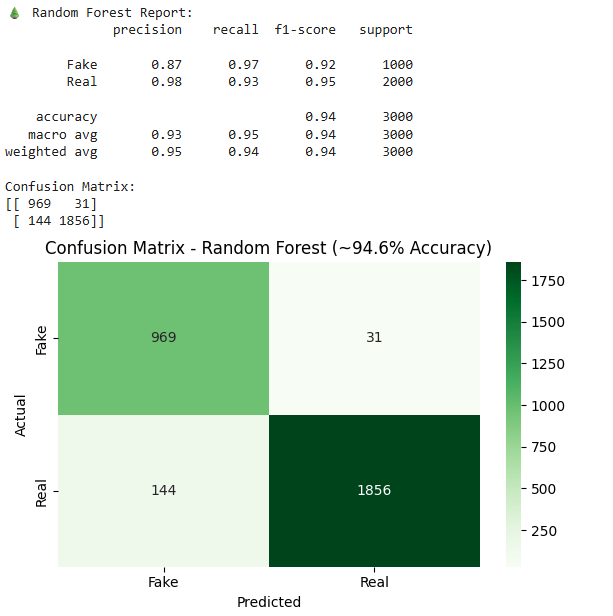 🌲 Random Forest Report:
precision recall f1-score support
Fake 0.87 0.97 0.92 1000
Real 0.98 0.93 0.95 2000
accuracy 0.94 3000
macro avg 0.93 0.95 0.94 3000
weighted avg 0.95 0.94 0.94 3000
Confusion Matrix:
[[ 969 31]
[ 144 1856]]
Confusion Matrix - Random Forest (~94.6% Accuracy)
Fake 969 31
Real 144 1856
Actual
Fake Real
Predicted
1750
1500
1250
1000
750
500
250